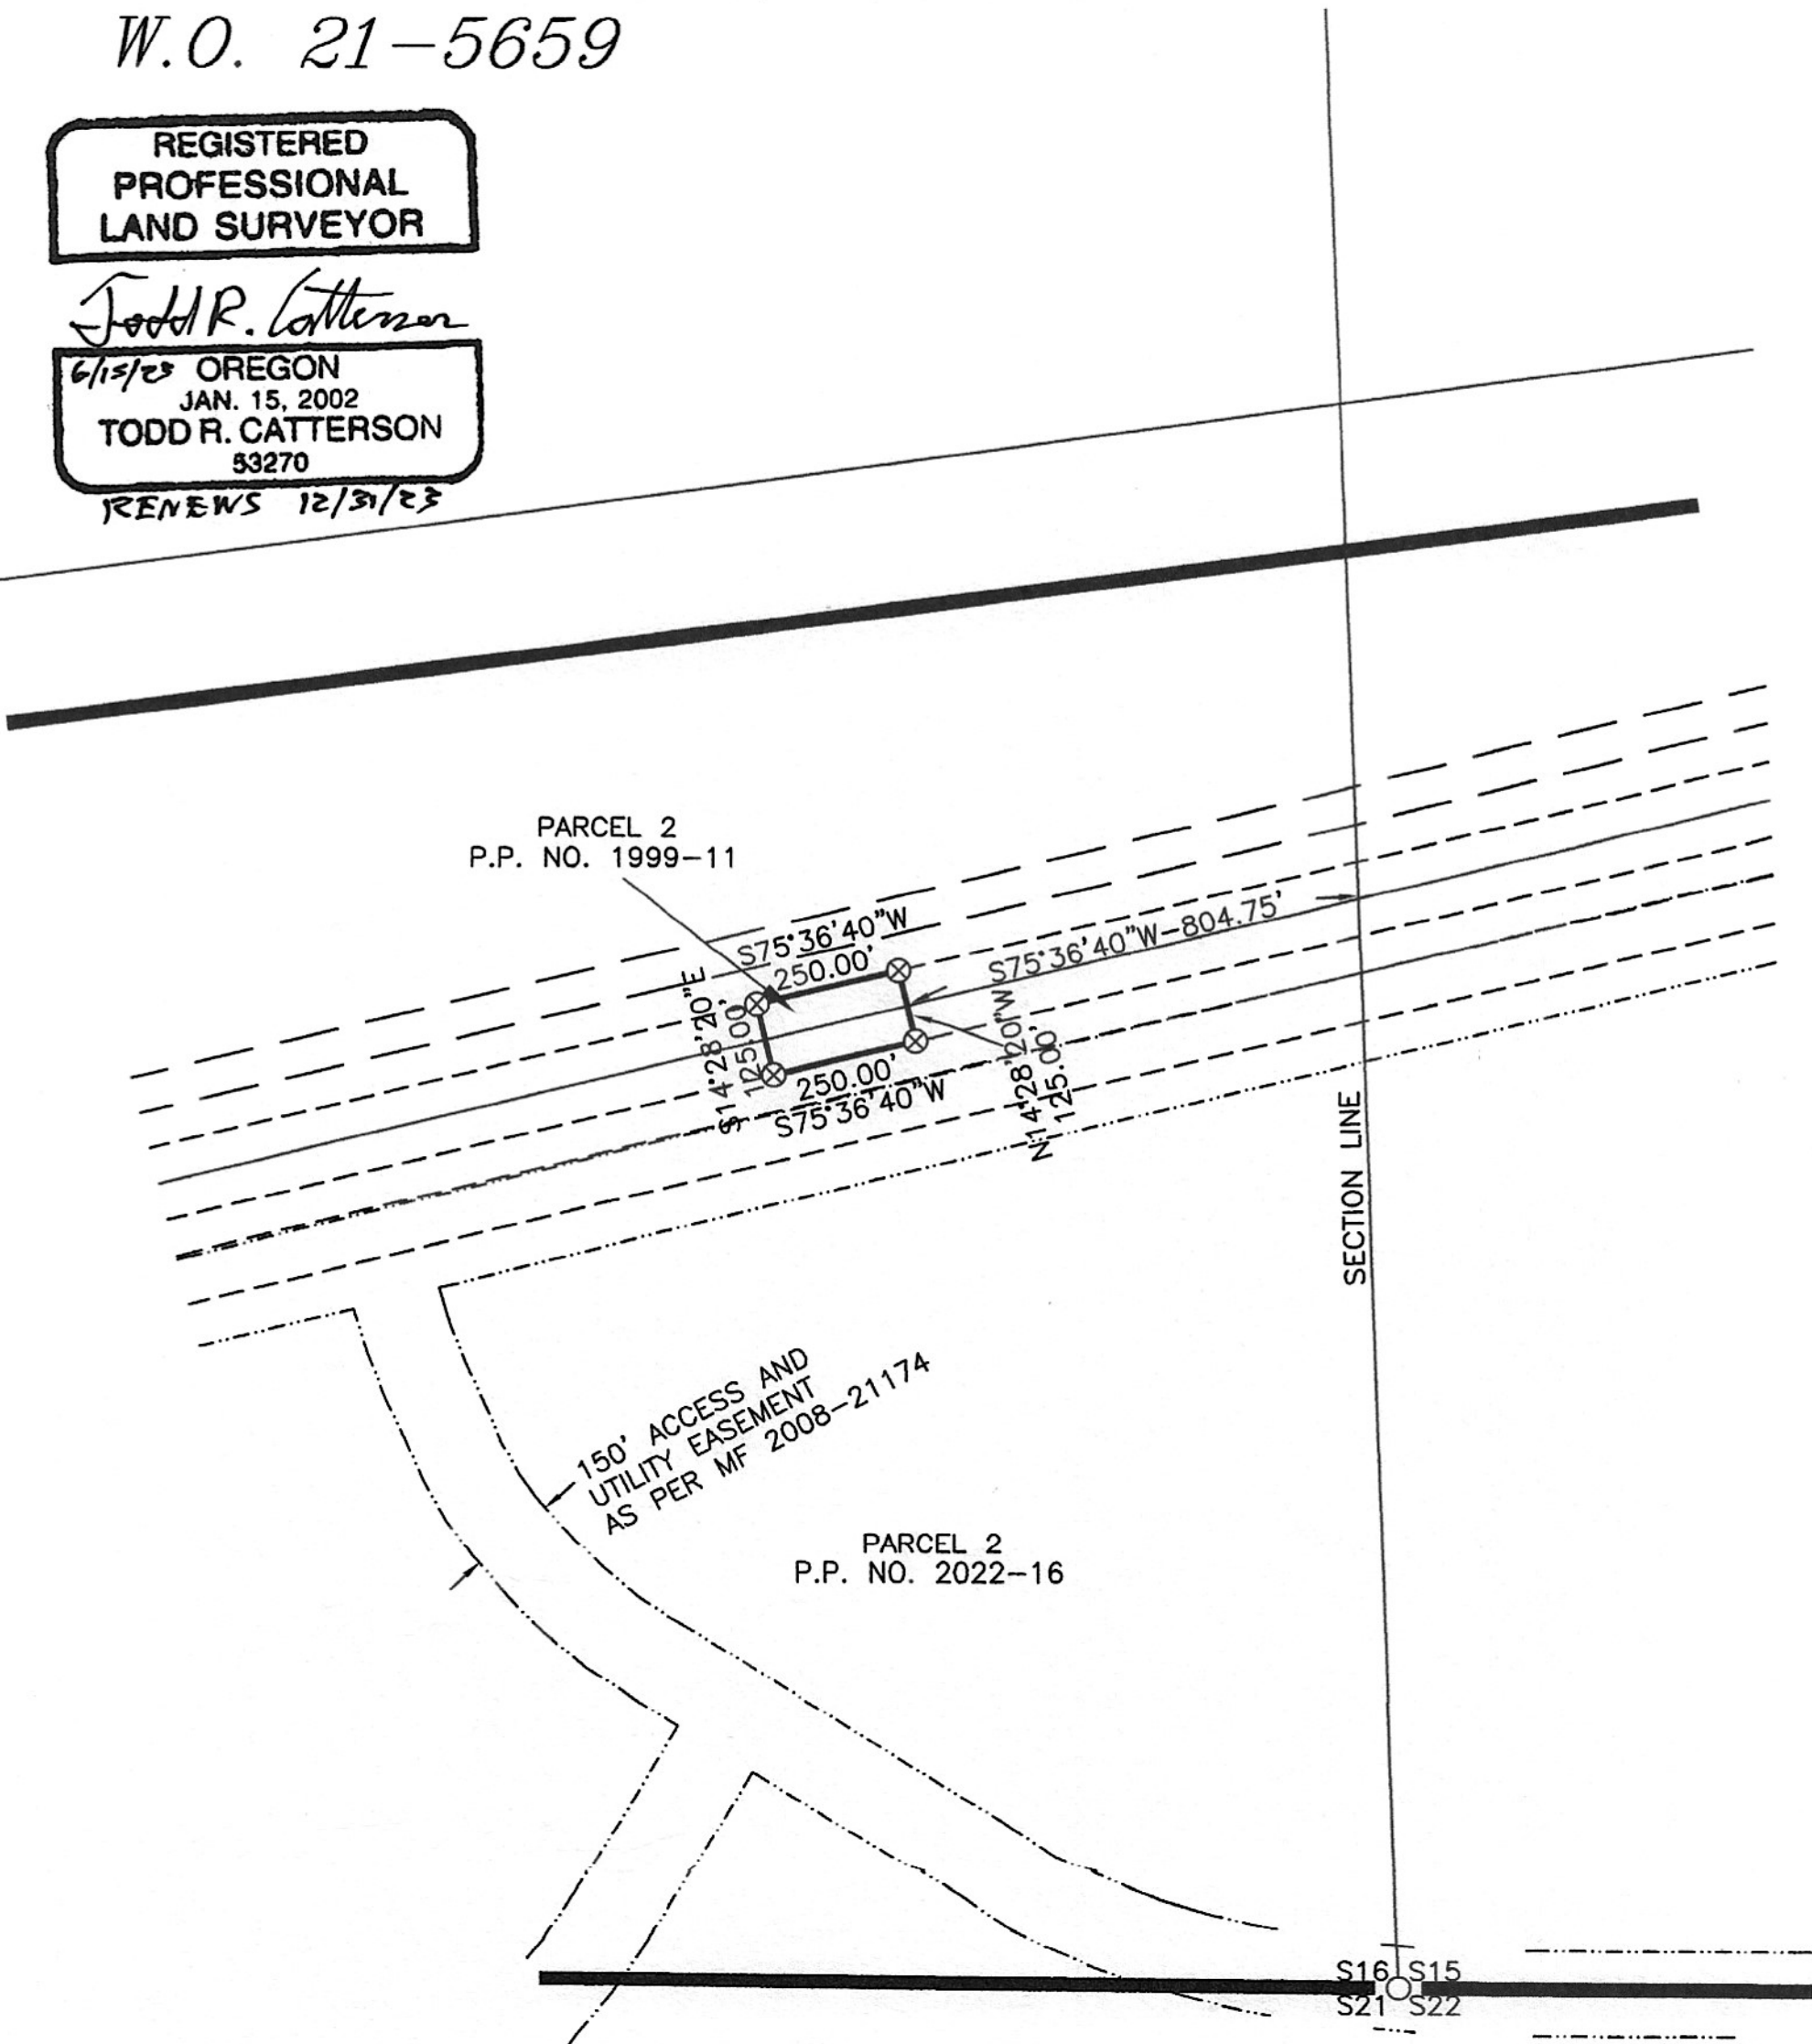 W.O. 21-5659
REGISTERED
PROFESSIONAL
LAND SURVEYOR
Todd R. Catterson
6/15/23 OREGON
JAN. 15, 2002
TODD R. CATTERSON
53270
RENEWS 12/31/23
PARCEL 2
P.P. NO. 1999-11
S75°36'40"W
250.00'
S75°36'40"W-804.75'
S14°28'20"E
125.00'
250.00'
S75°36'40"W
N14°28'20"W
125.00'
SECTION LINE
150' ACCESS AND
UTILITY EASEMENT
AS PER MF 2008-21174
PARCEL 2
P.P. NO. 2022-16
S16 S15
S21 S22